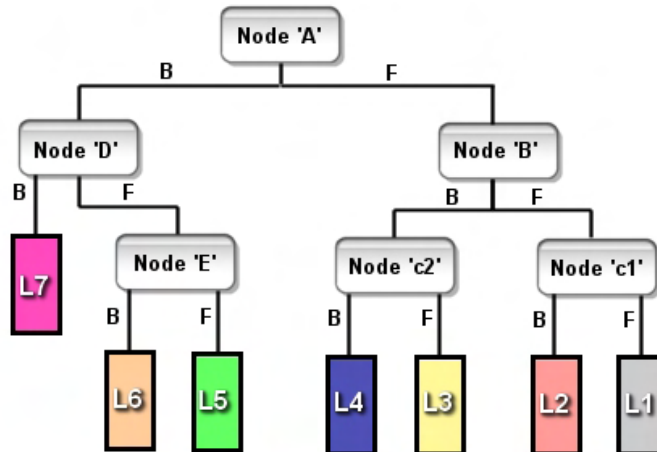 Node 'A'
B
F
Node 'D'
Node 'B'
B
F
B
F
Node 'E'
Node 'c2'
Node 'c1'
L7
B
F
B
F
B
F
L6
L5
L4
L3
L2
L1